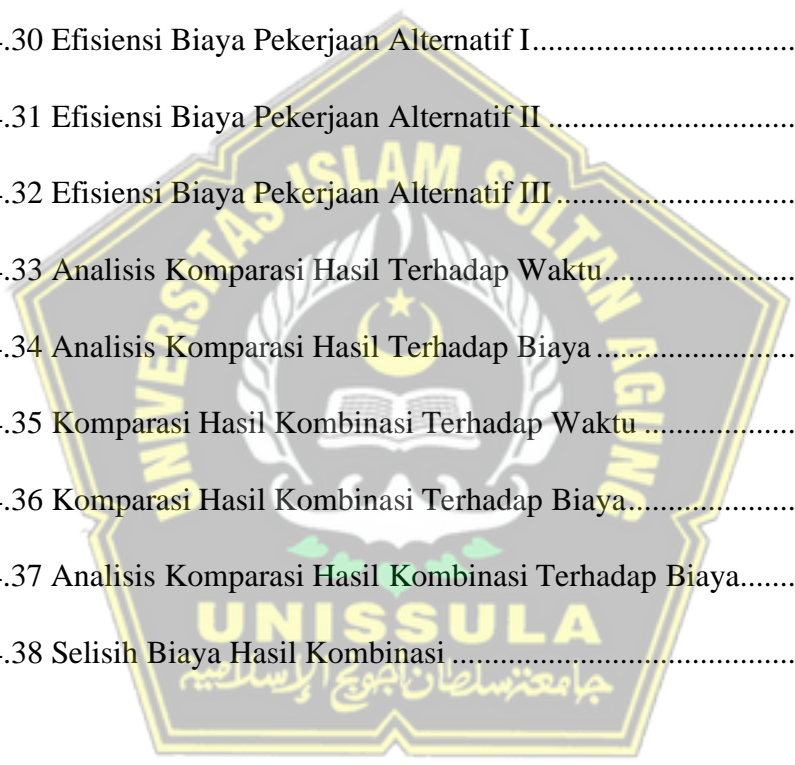 .30 Efisiensi Biaya Pekerjaan Alternatif I..............................
.31 Efisiensi Biaya Pekerjaan Alternatif II ............................
.32 Efisiensi Biaya Pekerjaan Alternatif III ...........................
.33 Analisis Komparasi Hasil Terhadap Waktu......................
.34 Analisis Komparasi Hasil Terhadap Biaya .......................
.35 Komparasi Hasil Kombinasi Terhadap Waktu ..................
.36 Komparasi Hasil Kombinasi Terhadap Biaya....................
.37 Analisis Komparasi Hasil Kombinasi Terhadap Biaya.......
.38 Selisih Biaya Hasil Kombinasi ........................................
UNIVERSITAS ISLAM SULTAN AGUNG
UNISSULA
جامعة سلطان أجونج الإسلامية